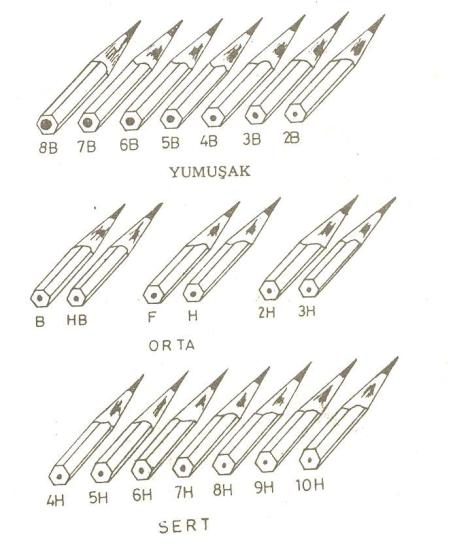 8B 7B 6B 5B 4B 3B 2B
YUMUŞAK
B HB F H 2H 3H
ORTA
4H 5H 6H 7H 8H 9H 10H
SERT